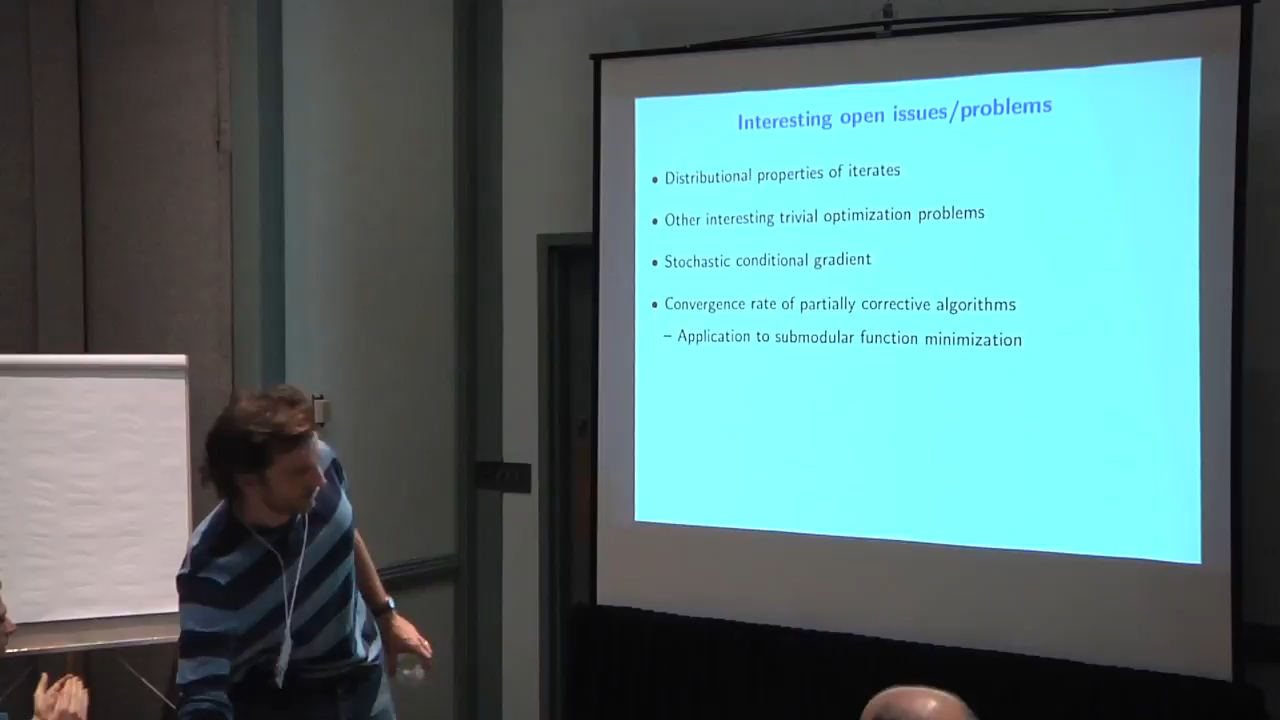 Interesting open issues/problems
• Distributional properties of iterates
• Other interesting trivial optimization problems
• Stochastic conditional gradient
• Convergence rate of partially corrective algorithms
– Application to submodular function minimization